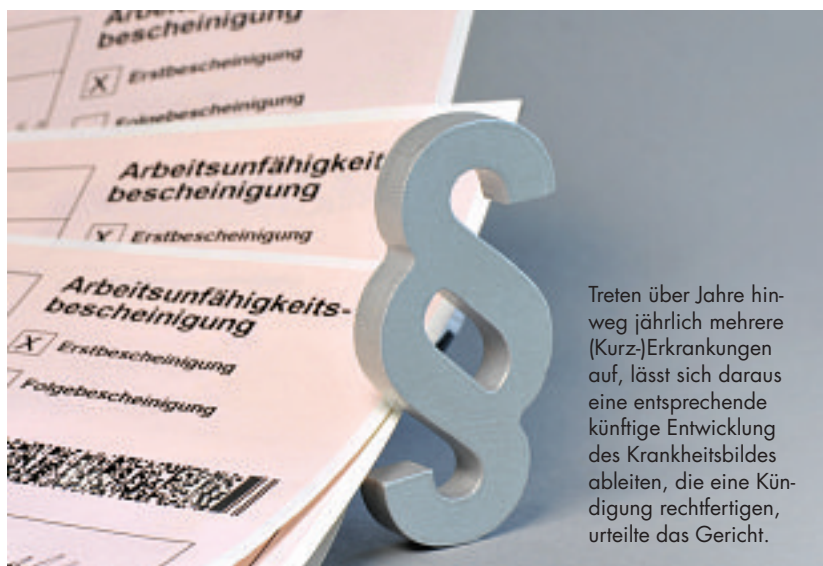 Arbeitsunfähigkeits-
bescheinigung
X Erstbescheinigung
Folgebescheinigung
Arbeitsunfähigkeit
bescheinigung
X Erstbescheinigung
bescheinigung
X Erstbescheinigung
Folgebescheinigung
§
Treten über Jahre hin-
weg jährlich mehrere
(Kurz-)Erkrankungen
auf, lässt sich daraus
eine entsprechende
künftige Entwicklung
des Krankheitsbildes
ableiten, die eine Kün-
digung rechtfertigen,
urteilte das Gericht.